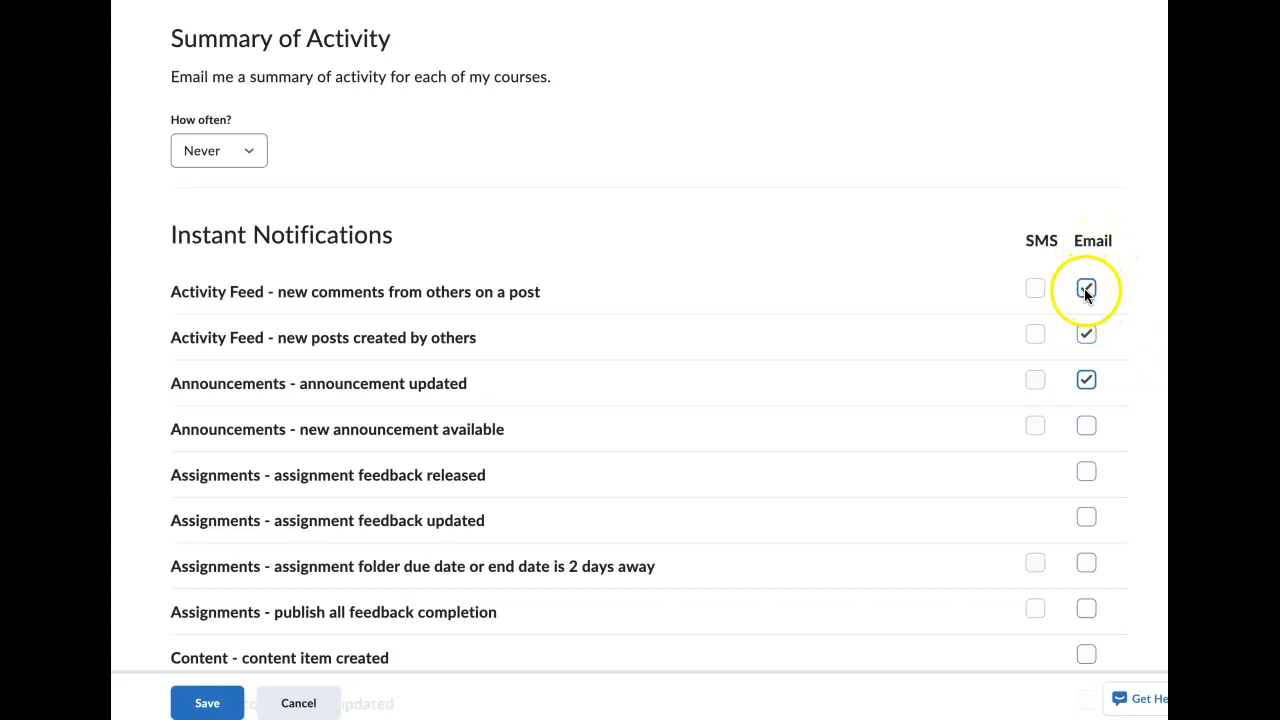 Summary of Activity
Email me a summary of activity for each of my courses.
How often?
Never
Instant Notifications
SMS Email
Activity Feed - new comments from others on a post
Activity Feed - new posts created by others
Announcements - announcement updated
Announcements - new announcement available
Assignments - assignment feedback released
Assignments - assignment feedback updated
Assignments - assignment folder due date or end date is 2 days away
Assignments - publish all feedback completion
Content - content item created
Save Cancel updated
Get He